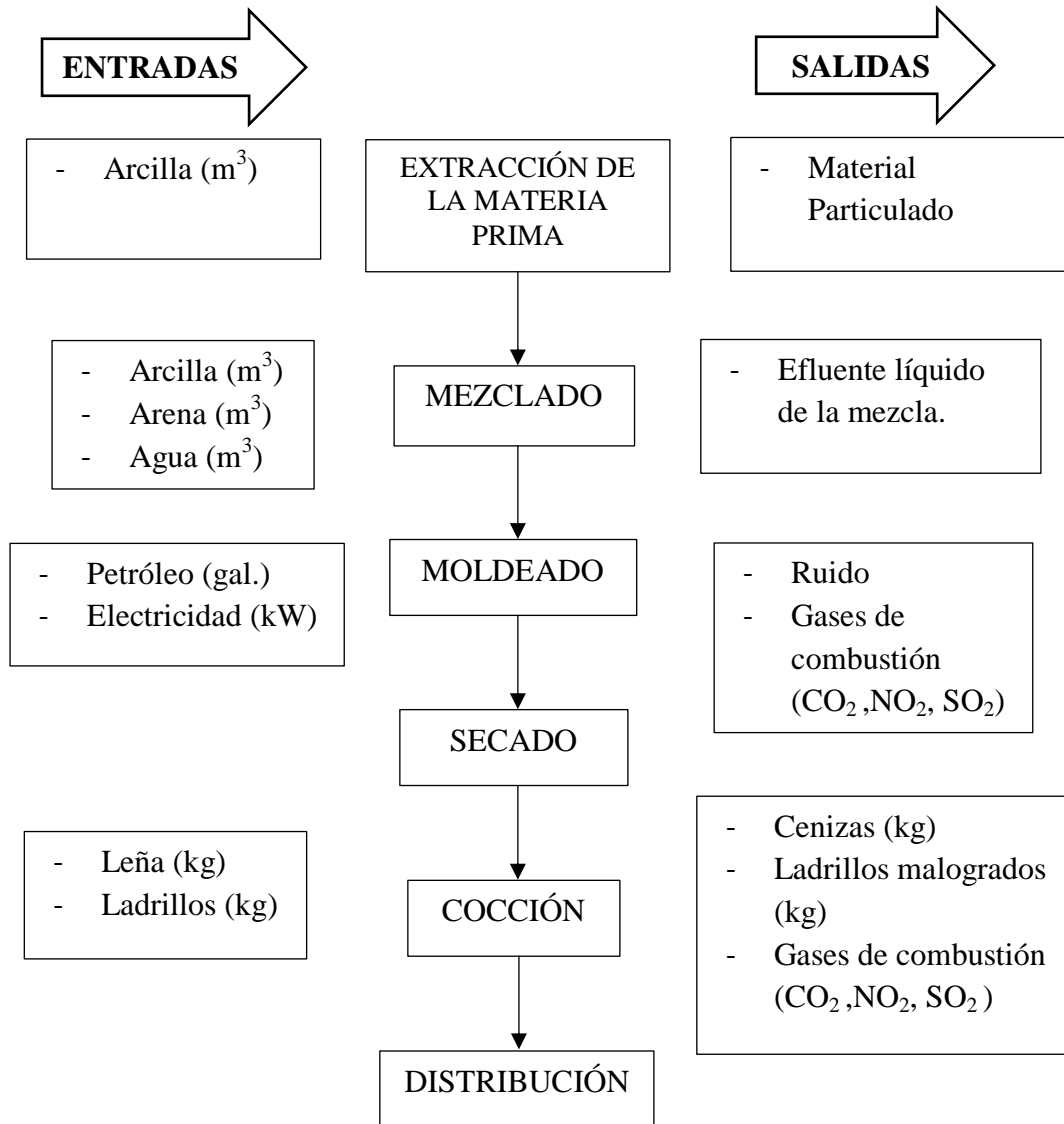 ENTRADAS
SALIDAS
- Arcilla (m³)
EXTRACCIÓN DE
LA MATERIA
PRIMA
- Material
Particulado
- Arcilla (m³)
- Arena (m³)
- Agua (m³)
MEZCLADO
- Efluente líquido
de la mezcla.
- Petróleo (gal.)
- Electricidad (kW)
MOLDEADO
- Ruido
- Gases de
combustión
(CO₂ ,NO₂, SO₂)
SECADO
- Leña (kg)
- Ladrillos (kg)
COCCIÓN
- Cenizas (kg)
- Ladrillos malogrados
(kg)
- Gases de combustión
(CO₂ ,NO₂, SO₂ )
DISTRIBUCIÓN